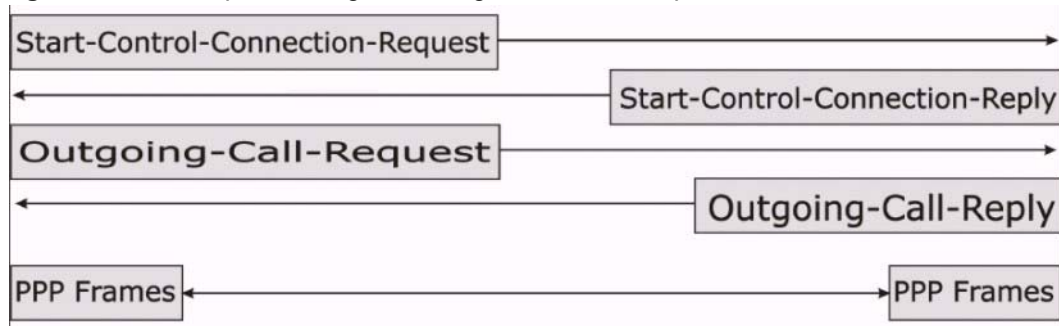 Start-Control-Connection-Request
Start-Control-Connection-Reply
Outgoing-Call-Request
Outgoing-Call-Reply
PPP Frames PPP Frames